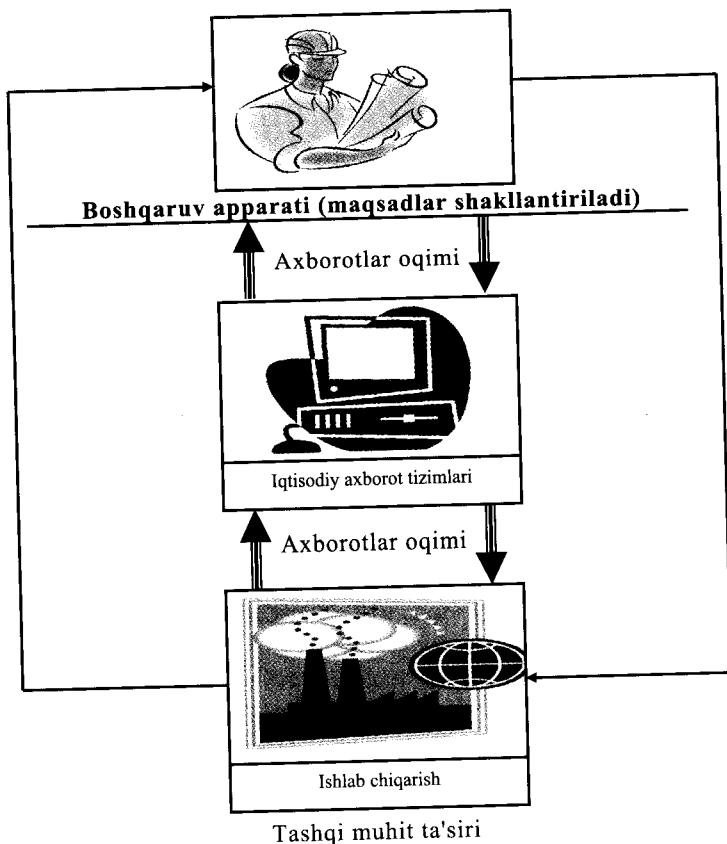 Boshqaruv apparati (maqsadlar shakllantiriladi)
Axborotlar oqimi
Iqtisodiy axborot tizimlari
Axborotlar oqimi
Ishlab chiqarish
Tashqi muhit ta'siri